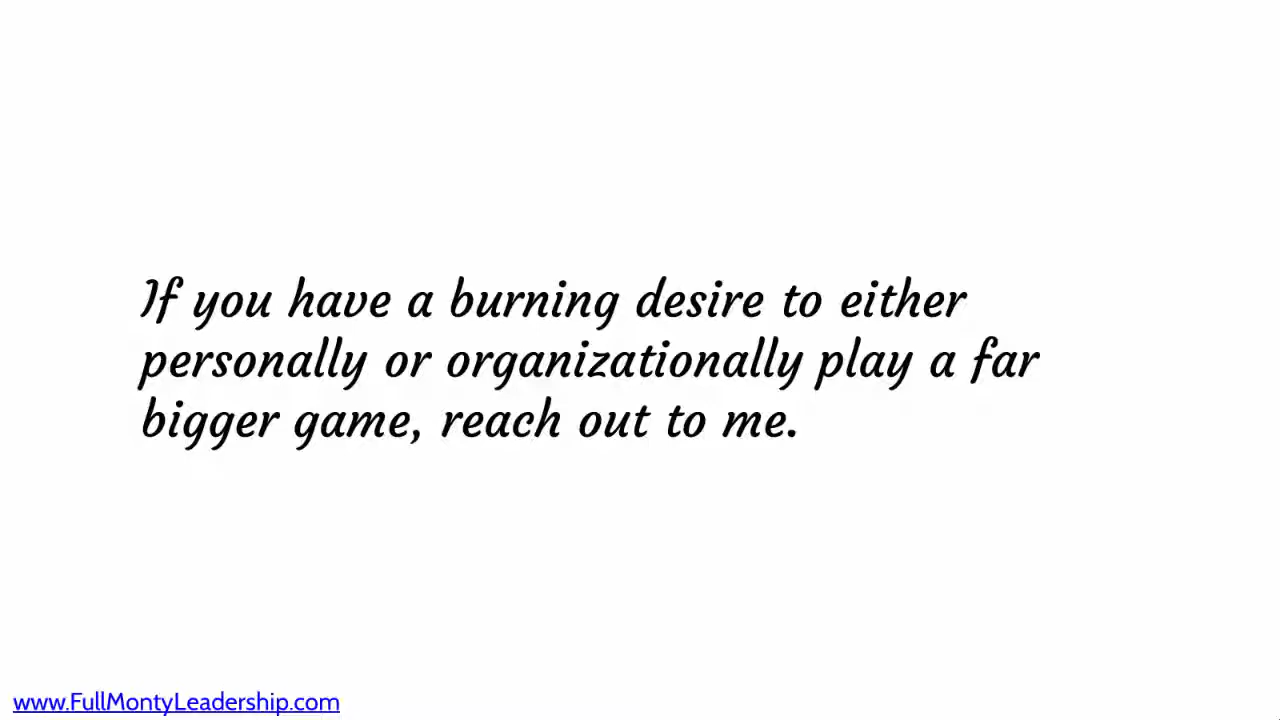 If you have a burning desire to either
personally or organizationally play a far
bigger game, reach out to me.
www.FullMontyLeadership.com